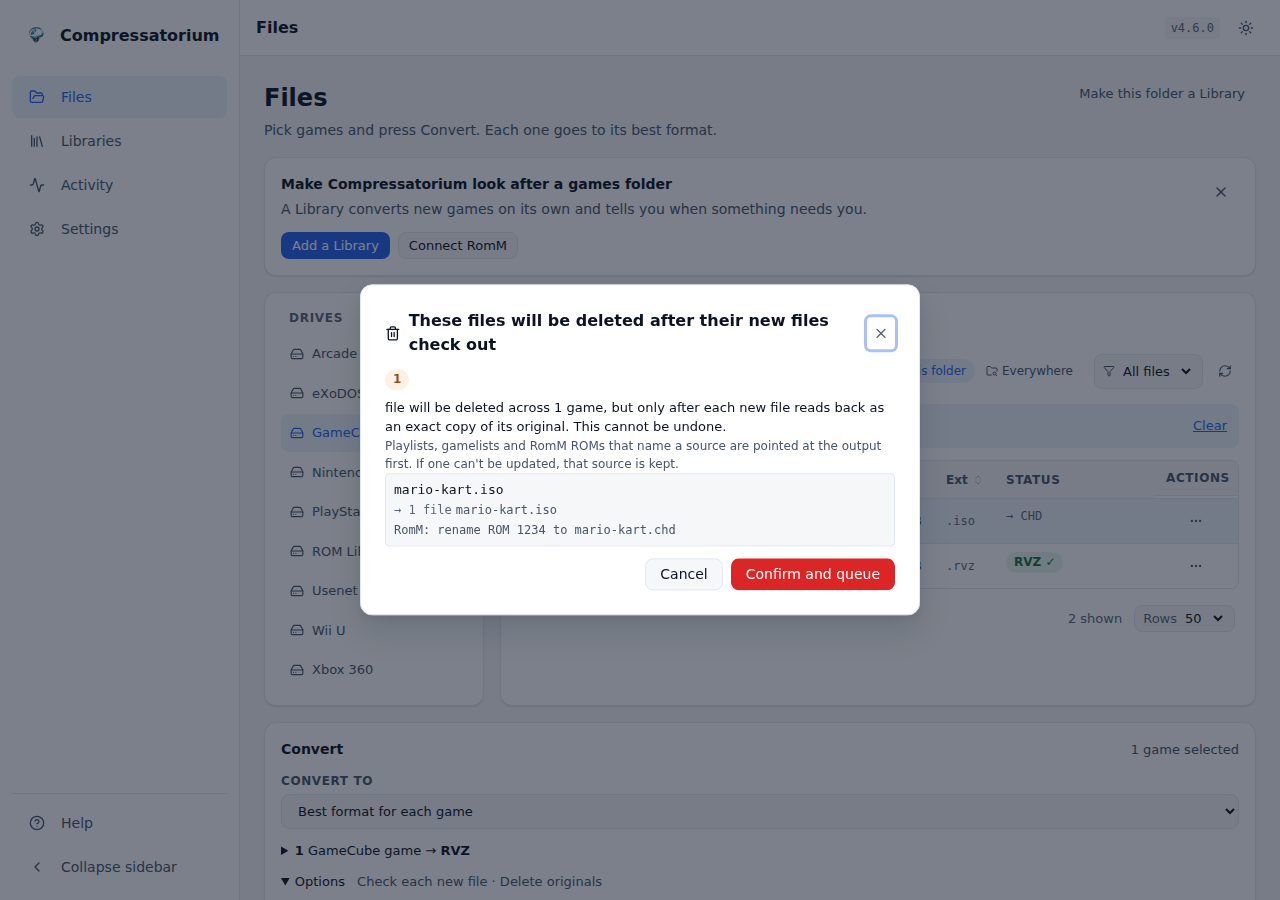 Compressatorium
Files
Libraries
Activity
Settings
Help
Collapse sidebar
Files
v4.6.0
Files
Make this folder a Library
Pick games and press Convert. Each one goes to its best format.
Make Compressatorium look after a games folder
A Library converts new games on its own and tells you when something needs you.
Add a Library
Connect RomM
DRIVES
Arcade
GameC
Usenet
Wii U
Xbox 360
folder
Everywhere
All files
Clear
Ext
STATUS
ACTIONS
.iso
→ CHD
.rvz
RVZ ✓
2 shown
Rows 50
These files will be deleted after their new files
check out
1
file will be deleted across 1 game, but only after each new file reads back as
an exact copy of its original. This cannot be undone.
Playlists, gamelists and RomM ROMs that name a source are pointed at the output
first. If one can't be updated, that source is kept.
mario-kart.iso
→ 1 file mario-kart.iso
RomM: rename ROM 1234 to mario-kart.chd
Cancel
Confirm and queue
Convert
1 game selected
CONVERT TO
Best format for each game
1 GameCube game → RVZ
Options Check each new file · Delete originals